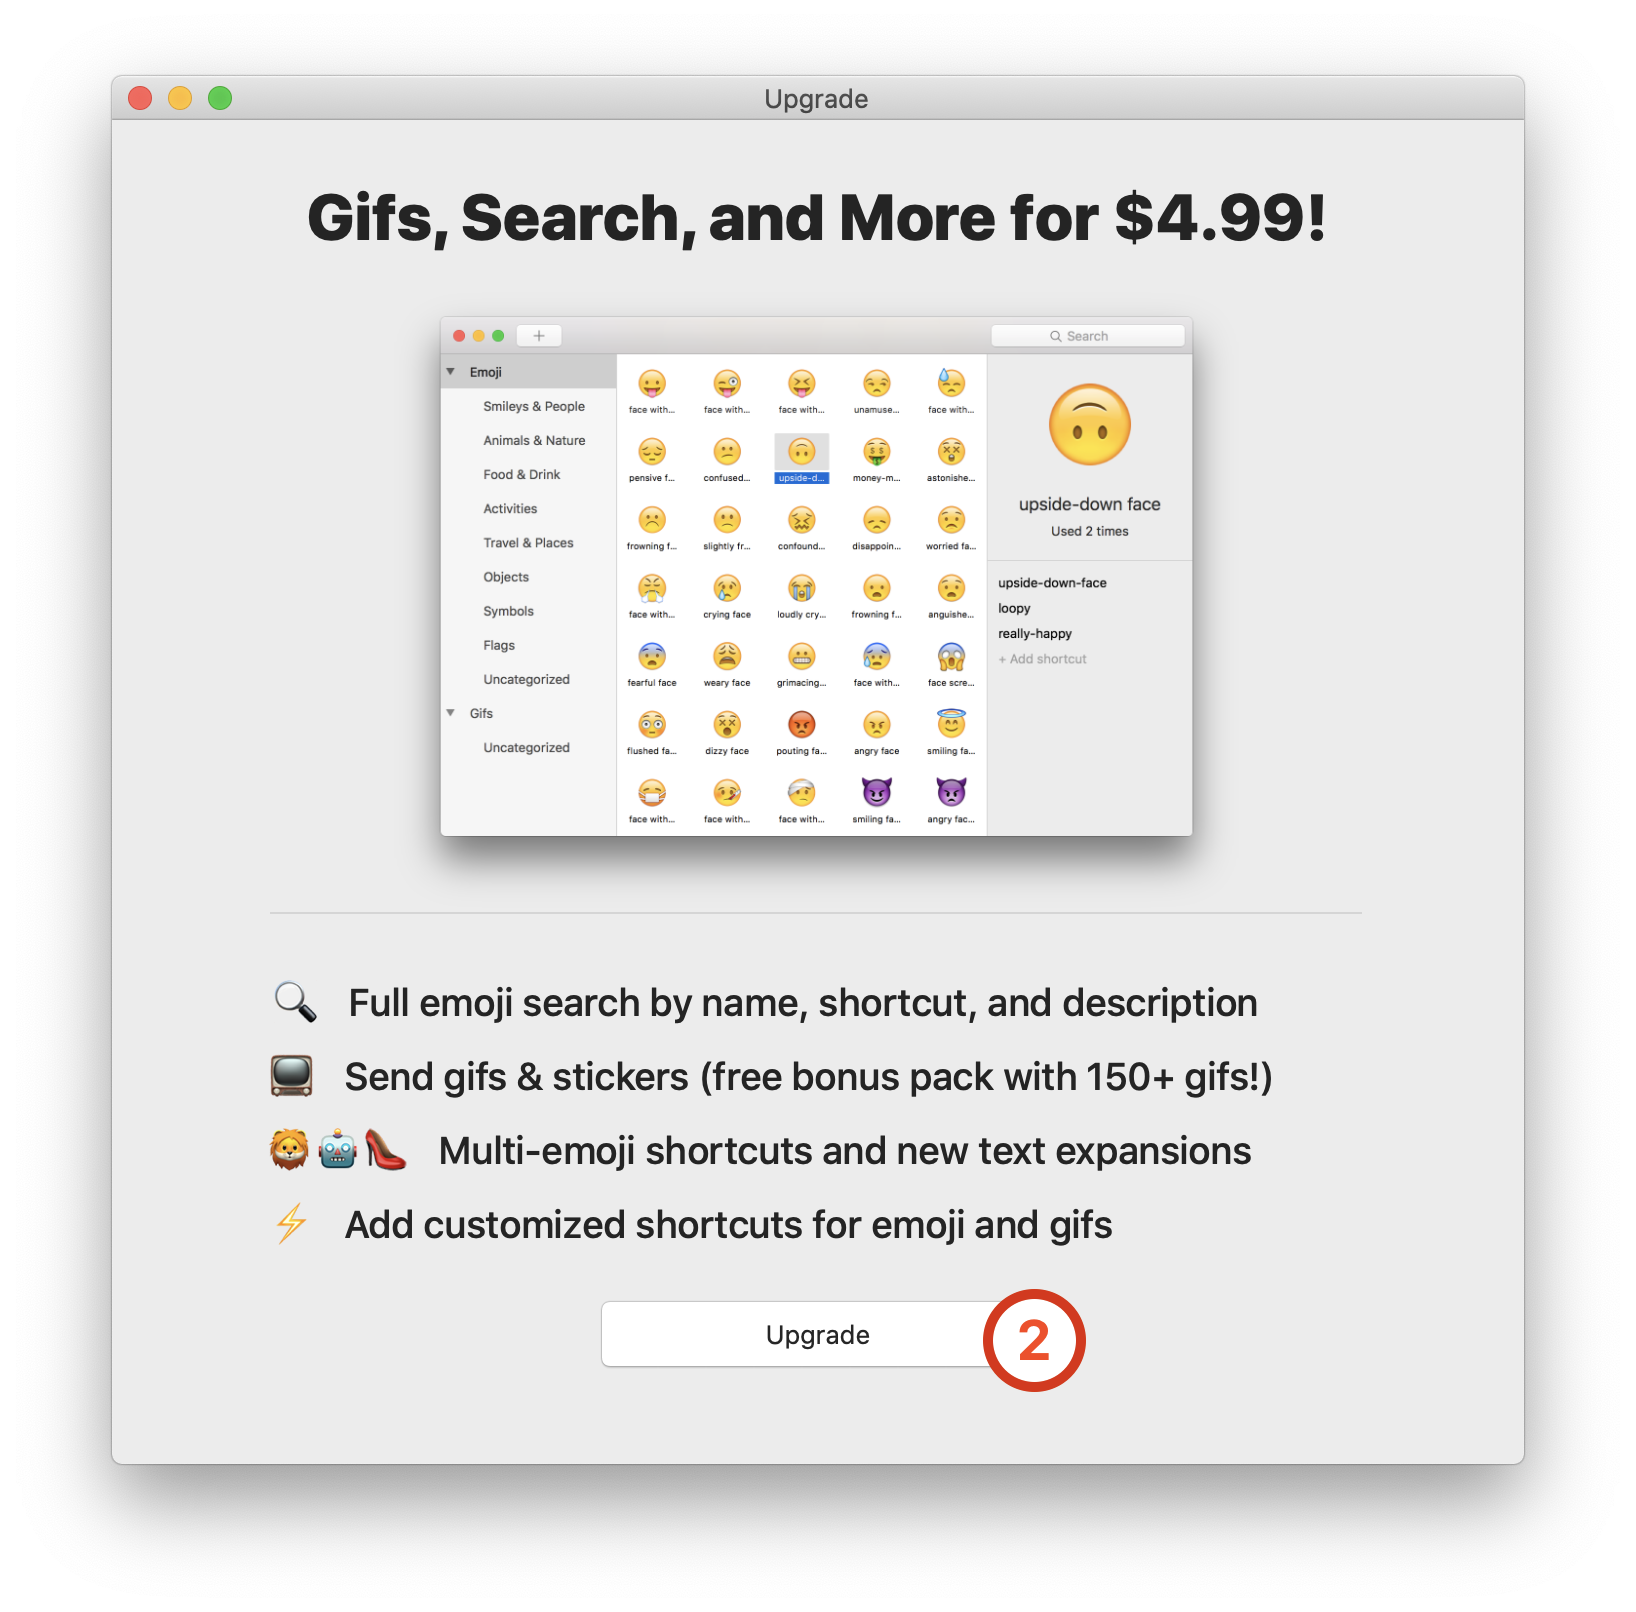 Upgrade
Gifs, Search, and More for $4.99!
Search
Emoji
Smileys & People
Animals & Nature
Food & Drink
Activities
Travel & Places
Objects
Symbols
Flags
Uncategorized
Gifs
Uncategorized
face with... face with... face with... unamuse... face with...
pensive f... confused... upside-d... money-m... astonishe...
frowning f... slightly fr... confound... disappoin... worried fa...
face with... crying face loudly cry... frowning f... anguishe...
fearful face weary face grimacing... face with... face scre...
flushed fa... dizzy face pouting fa... angry face smiling fa...
face with... face with... face with... smiling fa... angry fac...
upside-down face
Used 2 times
upside-down-face
loopy
really-happy
+ Add shortcut
Full emoji search by name, shortcut, and description
Send gifs & stickers (free bonus pack with 150+ gifs!)
Multi-emoji shortcuts and new text expansions
Add customized shortcuts for emoji and gifs
Upgrade
2